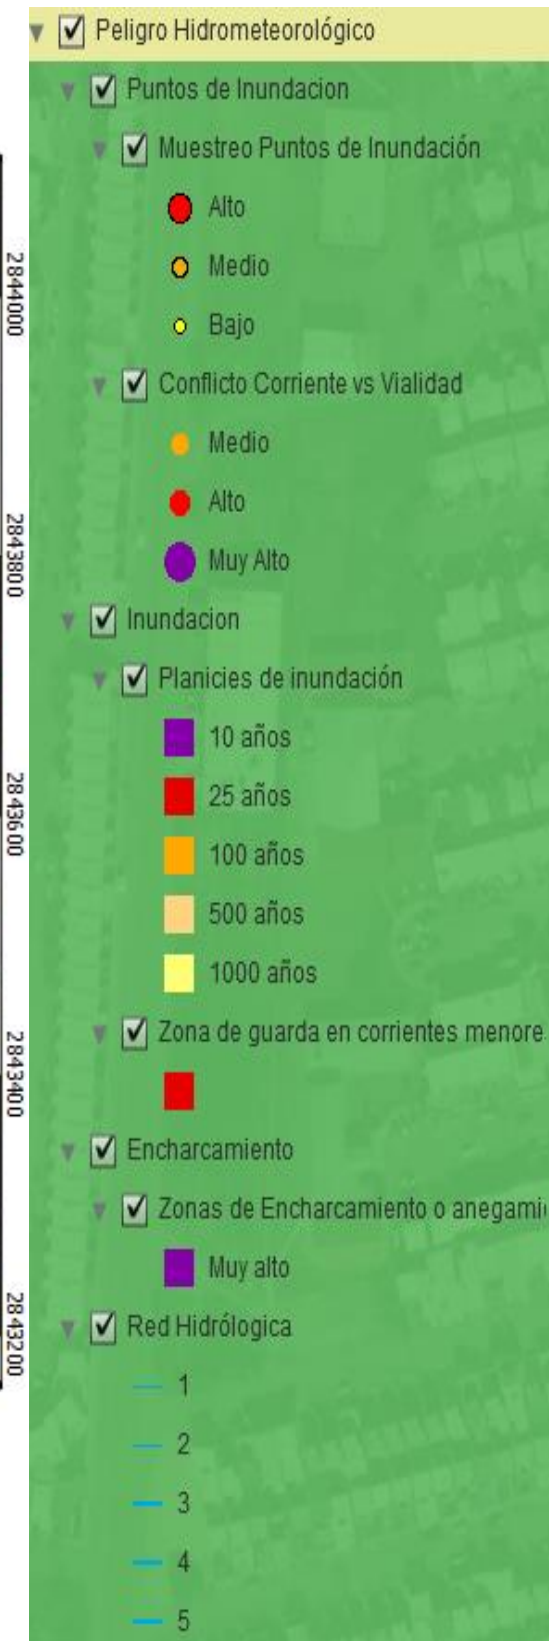 Peligro Hidrometeorológico
Puntos de Inundacion
Muestreo Puntos de Inundación
Alto
Medio
Bajo
Conflicto Corriente vs Vialidad
Medio
Alto
Muy Alto
Inundacion
Planicies de inundación
10 años
25 años
100 años
500 años
1000 años
Zona de guarda en corrientes menore
Encharcamiento
Zonas de Encharcamiento o anegami
Muy alto
Red Hidrólogica
1
2
3
4
5
2844000
2843800
2843600
2843400
2843200